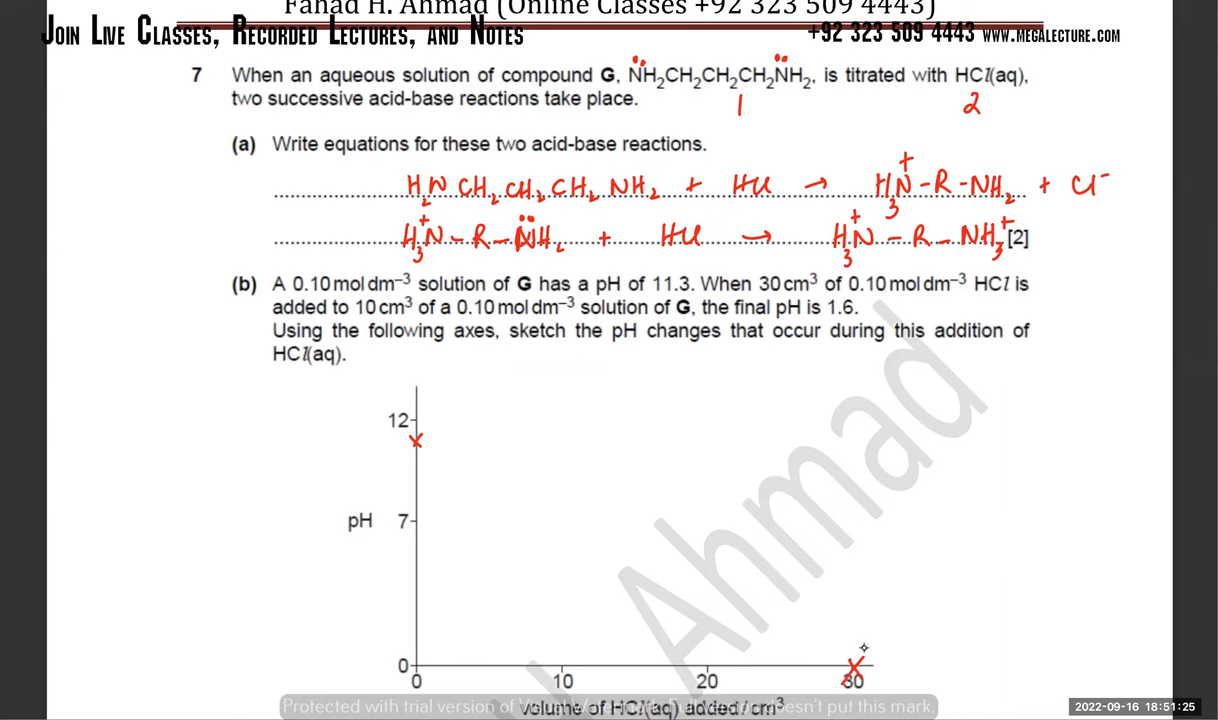 Fahad H. Ahmad (Online Classes +92 323 509 4443)
Join Live Classes, Recorded Lectures, and Notes
+92 323 509 4443 www.megalecture.com
7 When an aqueous solution of compound G, NH₂CH₂CH₂CH₂NH₂, is titrated with HCl(aq),
two successive acid-base reactions take place.
1 2
(a) Write equations for these two acid-base reactions.
H₂N CH₂ CH₂ CH₂ NH₂ + HCl → H₃N⁺-R-NH₂ + Cl⁻
H₃N⁺-R-NH₂ + HCl → H₃N⁺-R-NH₃⁺ [2]
(b) A 0.10 mol dm⁻³ solution of G has a pH of 11.3. When 30 cm³ of 0.10 mol dm⁻³ HCl is
added to 10 cm³ of a 0.10 mol dm⁻³ solution of G, the final pH is 1.6.
Using the following axes, sketch the pH changes that occur during this addition of
HCl(aq).
12
pH 7
0
0 10 20 30
volume of HCl(aq) added / cm³
Ahmad
2022-09-16 18:51:25